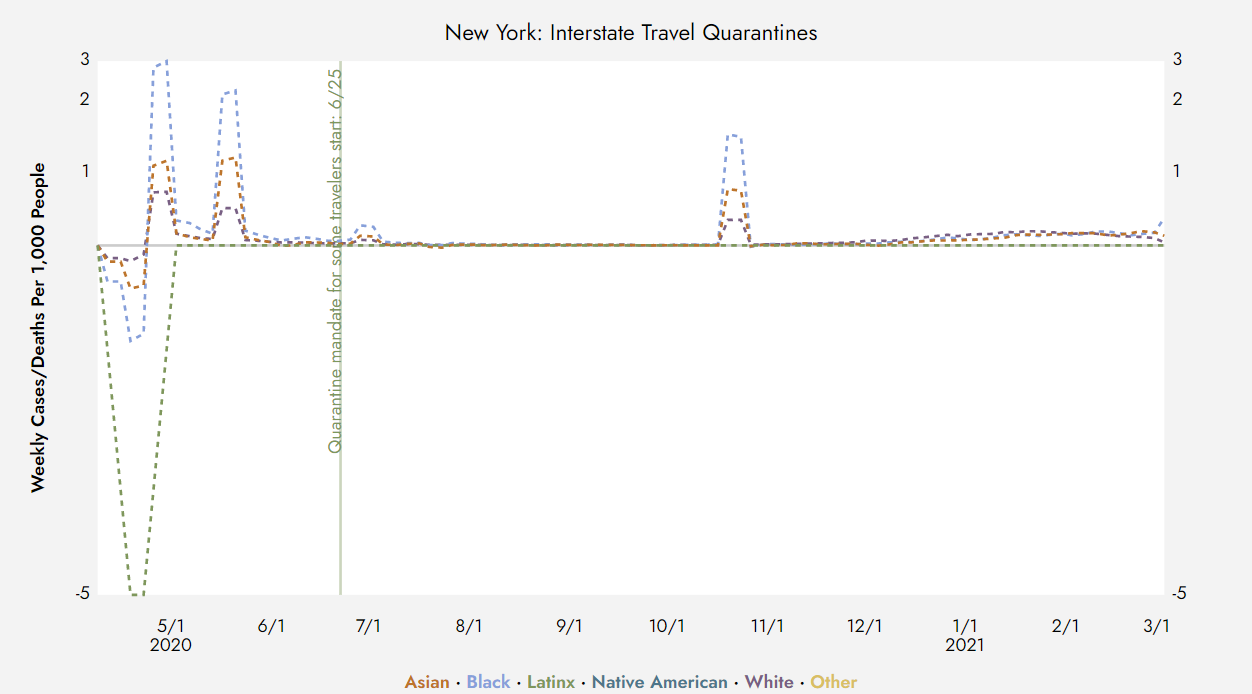 New York: Interstate Travel Quarantines
3
2
1
-5
Weekly Cases/Deaths Per 1,000 People
Quarantine mandate for some travelers start: 6/25
3
2
1
-5
5/1 6/1 7/1 8/1 9/1 10/1 11/1 12/1 1/1 2/1 3/1
2020 2021
Asian · Black · Latinx · Native American · White · Other